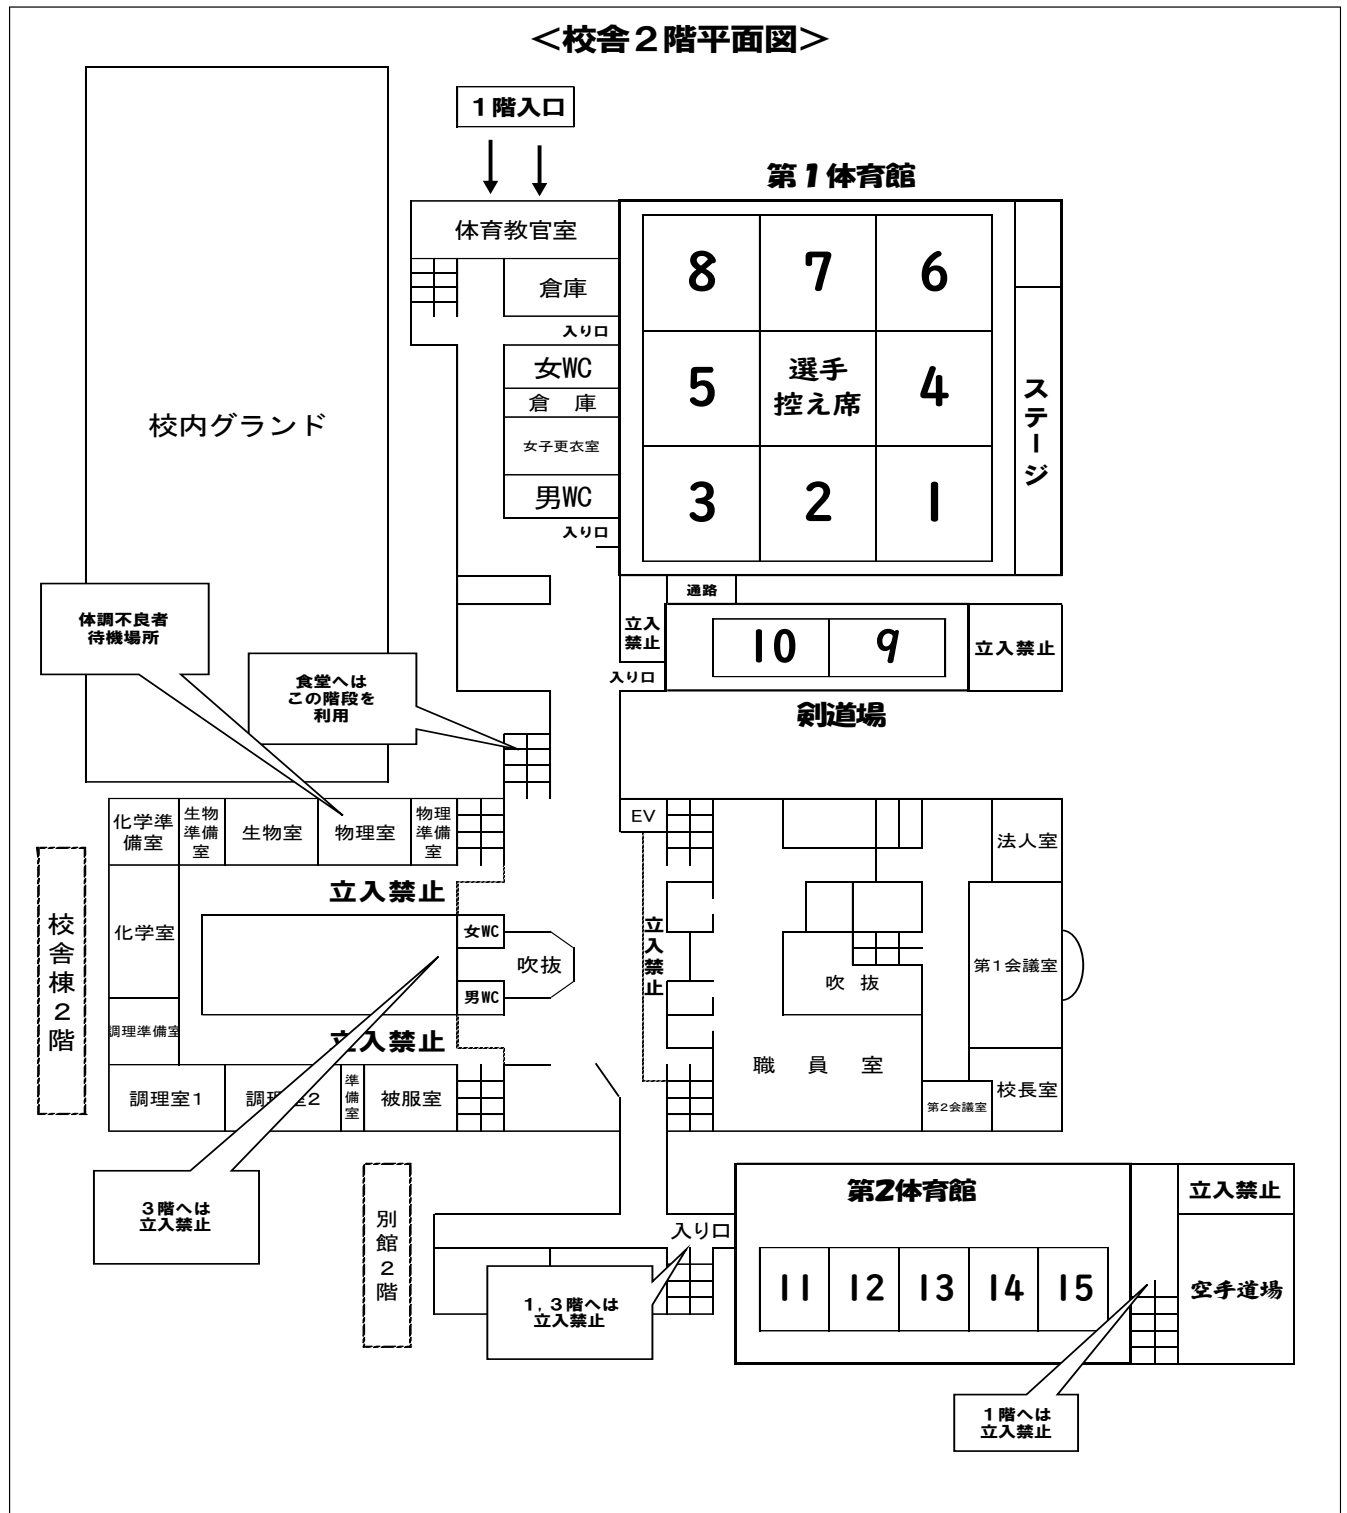 ＜校舎２階平面図＞
１階入口
第１体育館
体育教官室
倉庫
入り口
女WC
倉　庫
女子更衣室
男WC
入り口
8
7
6
5
選手
控え席
4
3
2
1
ステージ
校内グランド
通路
立入
禁止
入り口
10
9
立入禁止
剣道場
体調不良者
待機場所
食堂へは
この階段を
利用
化学準
備室
生物
準備
室
生物室
物理室
物理
準備
室
EV
法人室
校舎棟２階
立入禁止
化学室
女WC
吹抜
男WC
立入禁止
吹 抜
第1会議室
調理準備室
立入禁止
調理室1
調理室2
準備室
被服室
職　員　室
第2会議室
校長室
３階へは
立入禁止
別館２階
入り口
第2体育館
11
12
13
14
15
立入禁止
空手道場
1，３階へは
立入禁止
１階へは
立入禁止